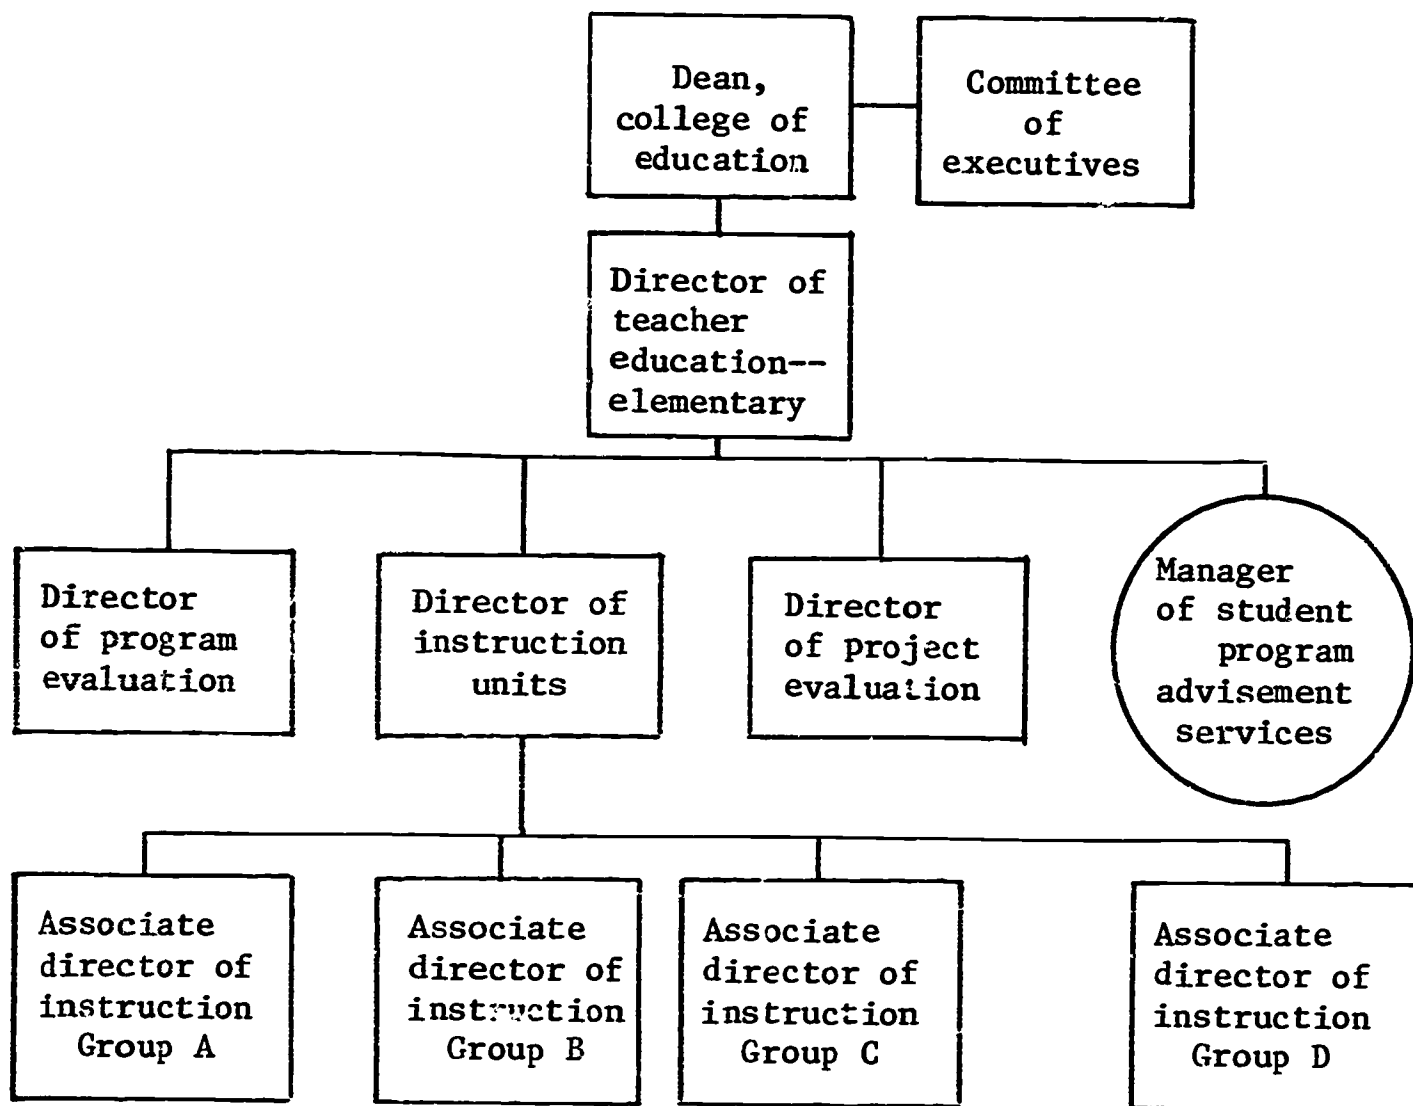 Dean,
college of
education
Committee
of
executives
Director of
teacher
education--
elementary
Director
of program
evaluation
Director of
instruction
units
Director
of project
evaluation
Manager
of student
program
advisement
services
Associate
director of
instruction
Group A
Associate
director of
instruction
Group B
Associate
director of
instruction
Group C
Associate
director of
instruction
Group D